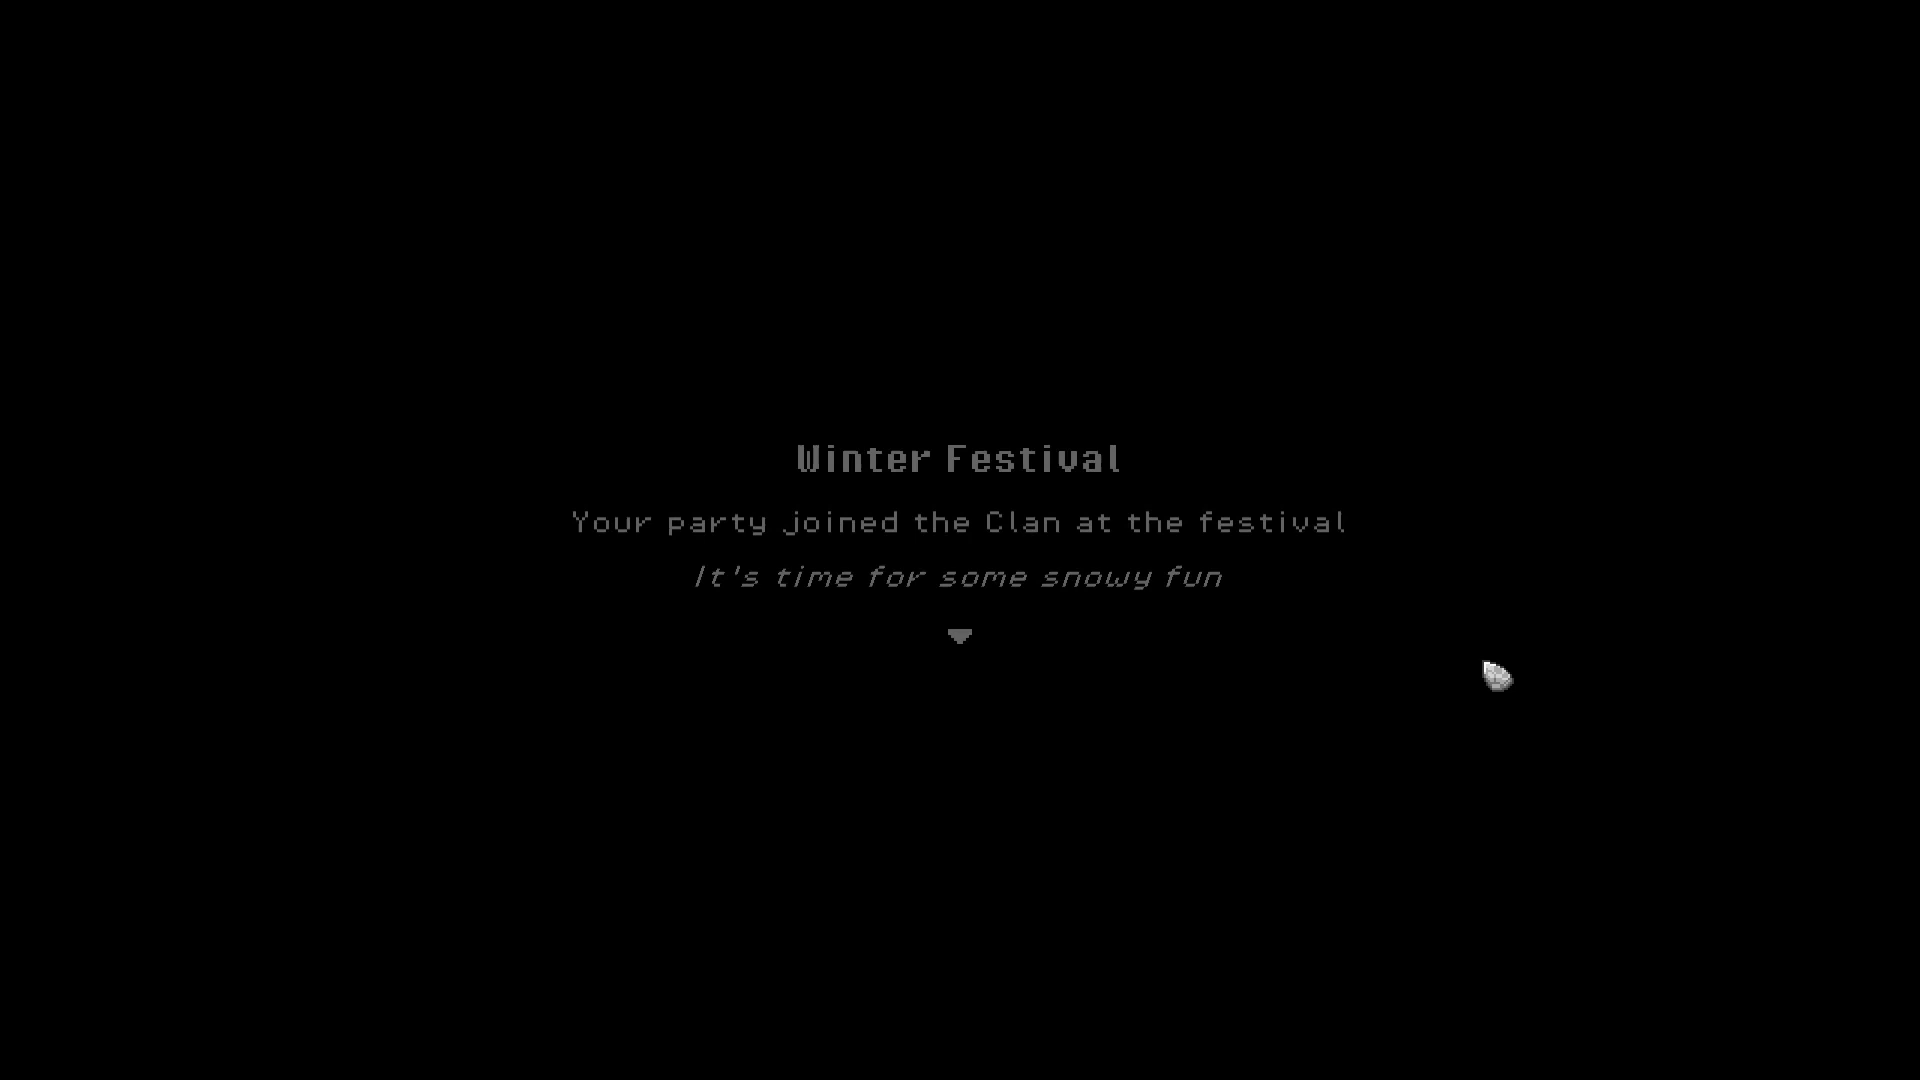 Winter Festival
Your party joined the Clan at the festival
It's time for some snowy fun